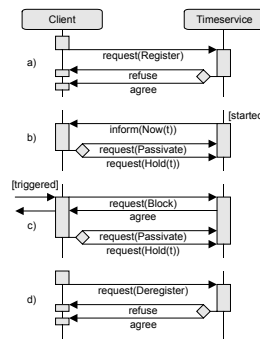 Client
Timeservice
request(Register)
a)
refuse
agree
[started
inform(Now(t))
b)
request(Passivate)
request(Hold(t))
[triggered]
request(Block)
agree
c)
request(Passivate)
request(Hold(t))
request(Deregister)
d)
refuse
agree